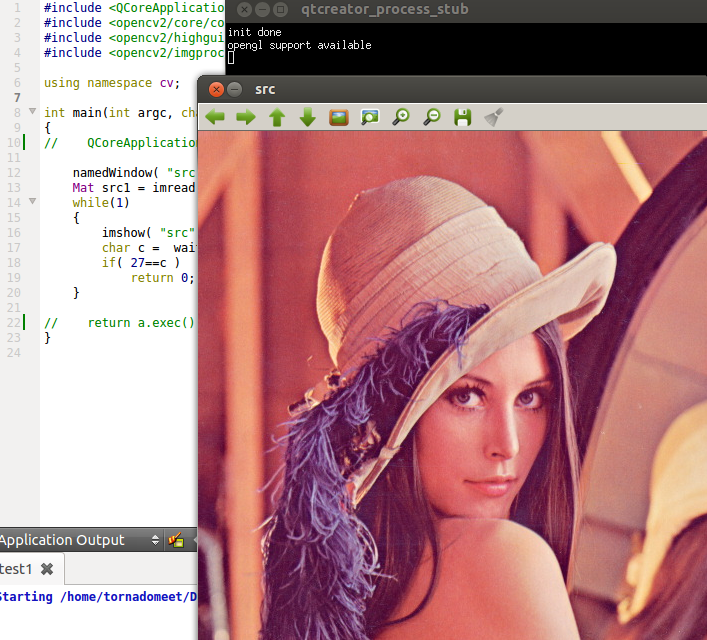 qtcreator_process_stub
init done
opengl support available
src
1 #include <QCoreApplication
2 #include <opencv2/core/co
3 #include <opencv2/highgui
4 #include <opencv2/imgproc
5
6 using namespace cv;
7
8 int main(int argc, cha
9 {
10 //    QCoreApplication
11
12     namedWindow( "src
13     Mat src1 = imread
14     while(1)
15     {
16         imshow( "src"
17         char c =  wai
18         if( 27==c )
19             return 0;
20     }
21
22 //    return a.exec()
23 }
24
Application Output
test1
Starting /home/tornadomeet/D